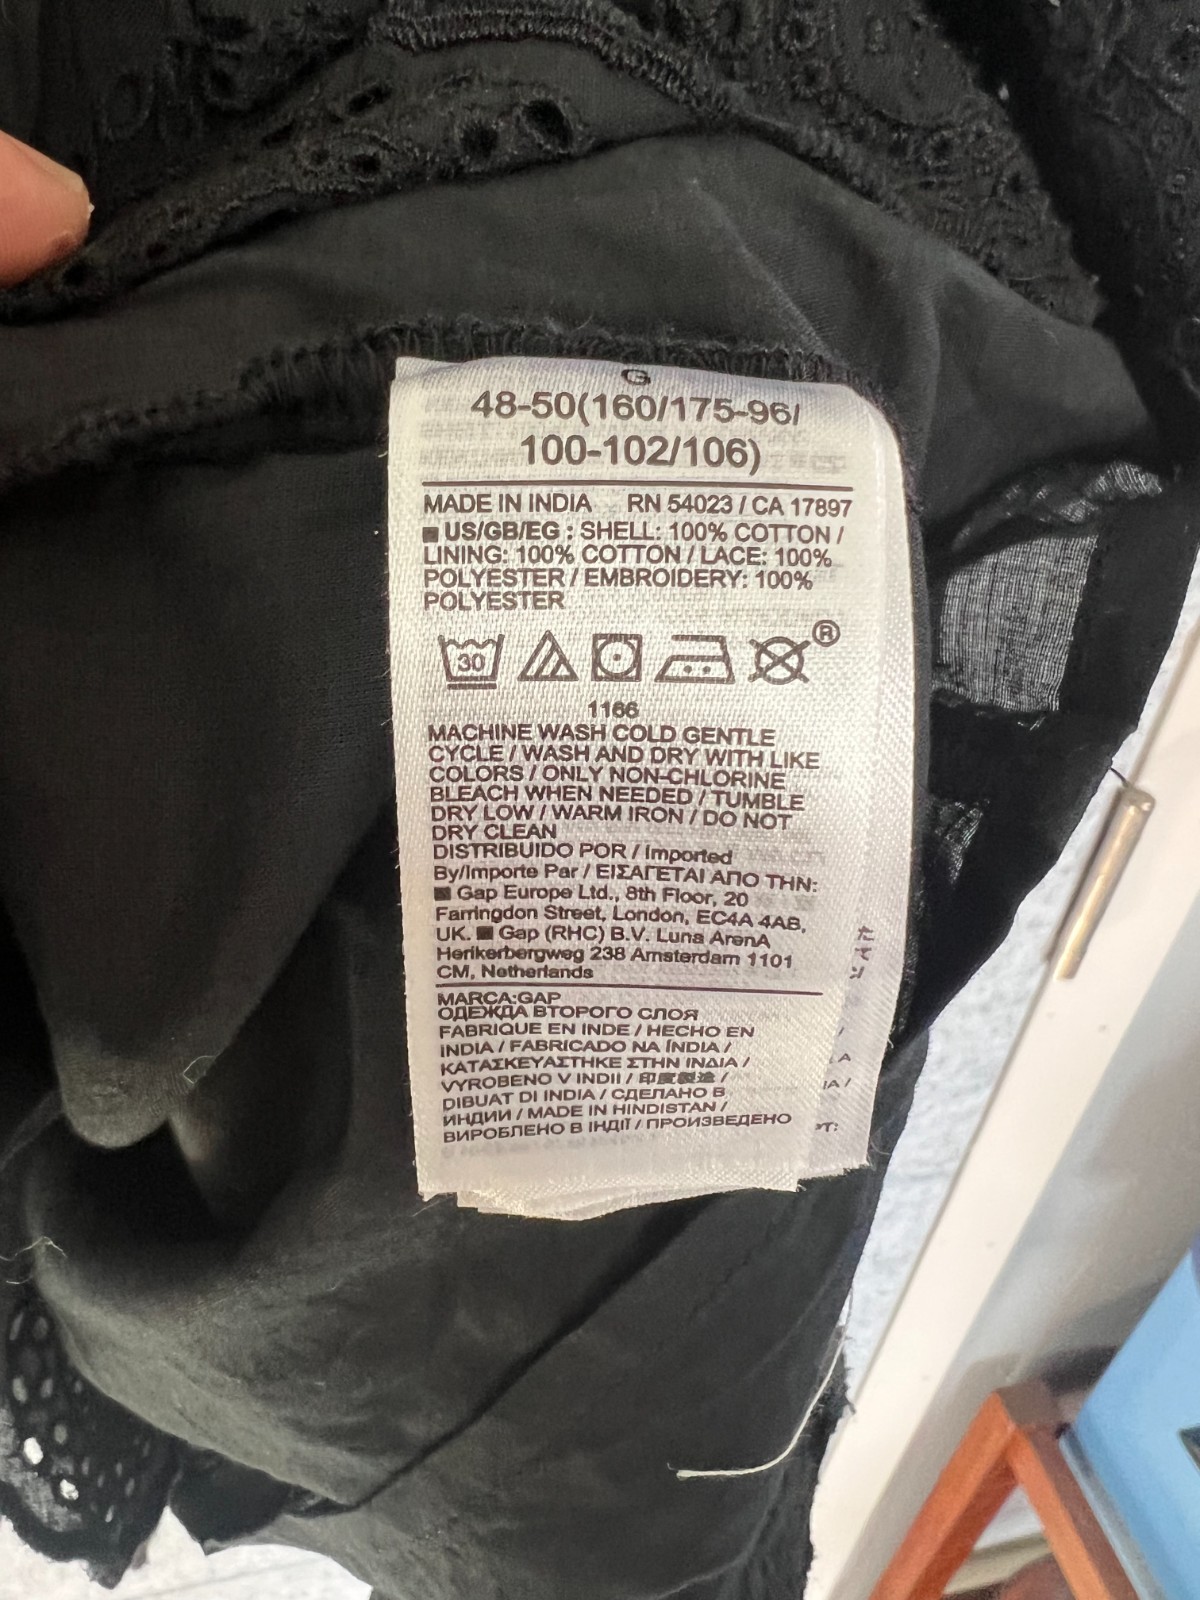 G
48-50(160/175-96/
100-102/106)
MADE IN INDIA RN 54023 / CA 17897
US/GB/EG : SHELL: 100% COTTON /
LINING: 100% COTTON / LACE: 100%
POLYESTER / EMBROIDERY: 100%
POLYESTER
30 ®
1166
MACHINE WASH COLD GENTLE
CYCLE / WASH AND DRY WITH LIKE
COLORS / ONLY NON-CHLORINE
BLEACH WHEN NEEDED / TUMBLE
DRY LOW / WARM IRON / DO NOT
DRY CLEAN
DISTRIBUIDO POR / Imported
By/Importe Par / ΕΙΣΑΓΕΤΑΙ ΑΠΟ ΤΗΝ:
Gap Europe Ltd., 8th Floor, 20
Farringdon Street, London, EC4A 4AB,
UK. Gap (RHC) B.V. Luna ArenA
Herikerbergweg 238 Amsterdam 1101
CM, Netherlands
MARCA:GAP
ОДЕЖДА ВТОРОГО СЛОЯ
FABRIQUE EN INDE / HECHO EN
INDIA / FABRICADO NA ÍNDIA /
ΚΑΤΑΣΚΕΥΑΣΤΗΚΕ ΣΤΗΝ ΙΝΔΙΑ /
VYROBENO V INDII / 印度製造 /
DIBUAT DI INDIA / СДЕЛАНО В
ИНДИИ / MADE IN HINDISTAN /
ВИРОБЛЕНО В ІНДІЇ / ПРОИЗВЕДЕНО